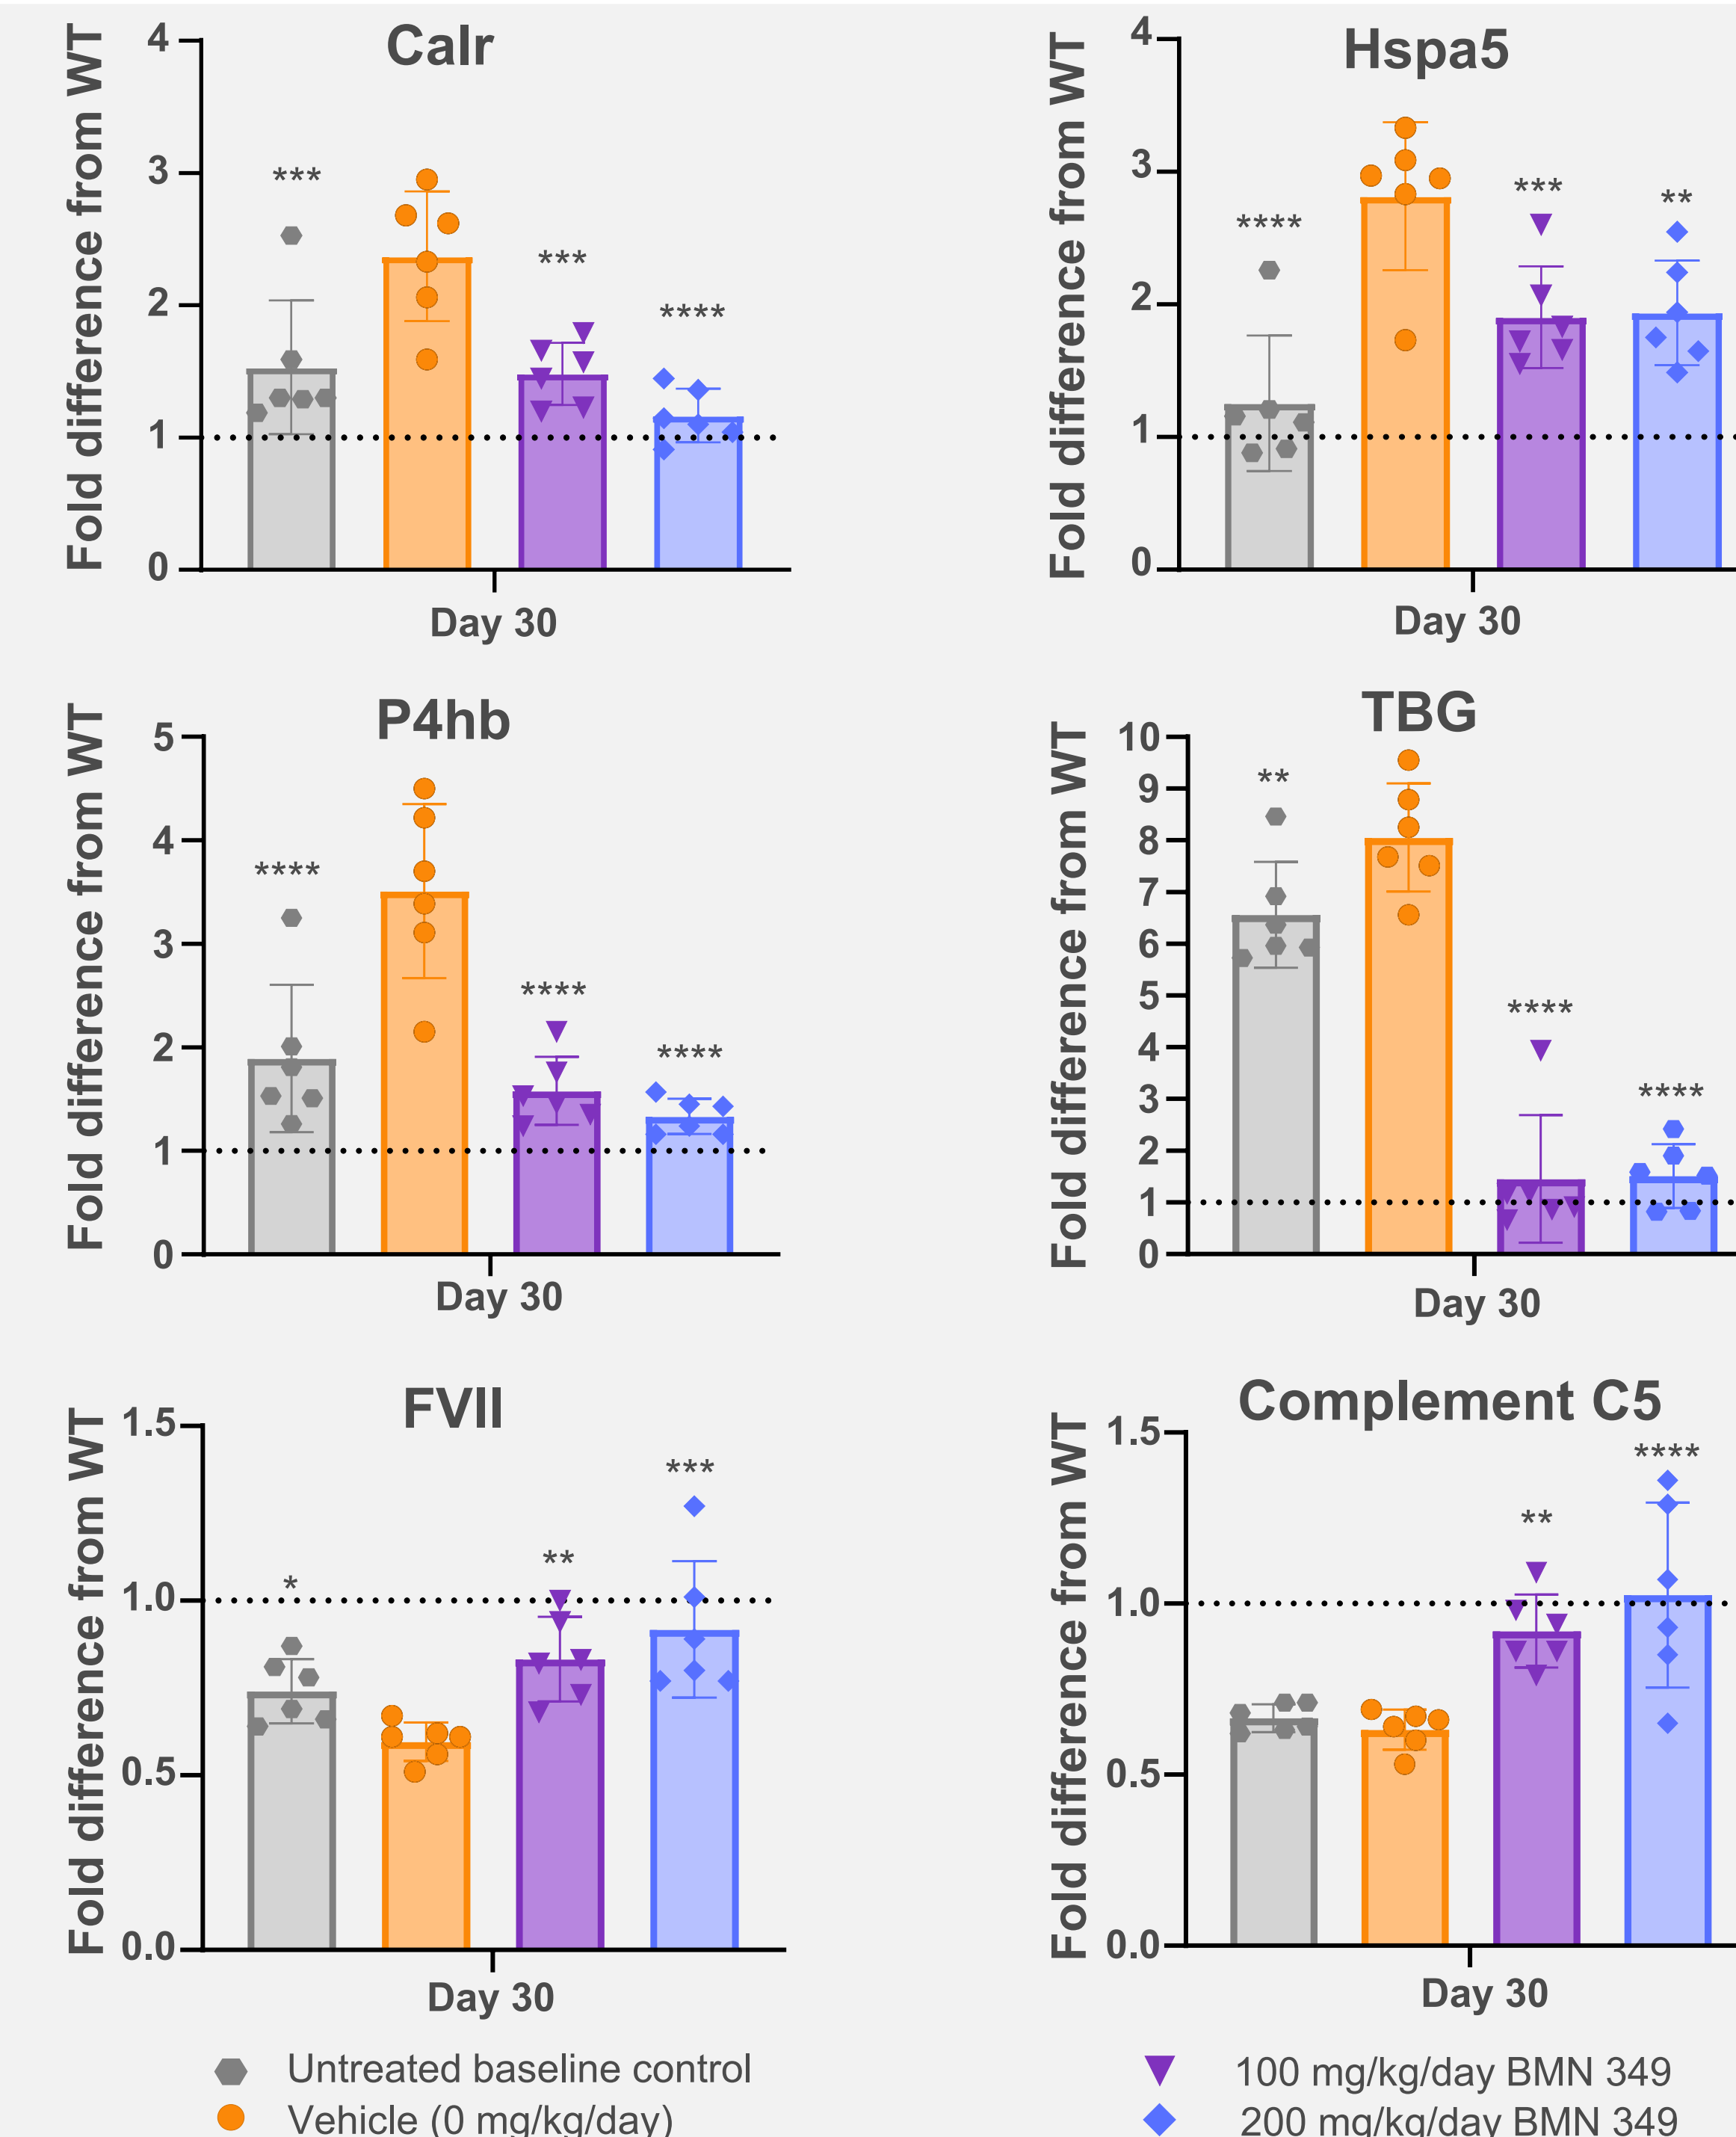 Calr
Fold difference from WT
4
3
2
1
0
***
***
****
Day 30
Hspa5
Fold difference from WT
4
3
2
1
0
****
***
**
Day 30
P4hb
Fold difference from WT
5
4
3
2
1
0
****
****
****
Day 30
TBG
Fold difference from WT
10
9
8
7
6
5
4
3
2
1
0
**
****
****
Day 30
FVII
Fold difference from WT
1.5
1.0
0.5
0.0
*
**
***
Day 30
Complement C5
Fold difference from WT
1.5
1.0
0.5
0.0
**
****
Day 30
Untreated baseline control
Vehicle (0 mg/kg/day)
100 mg/kg/day BMN 349
200 mg/kg/day BMN 349